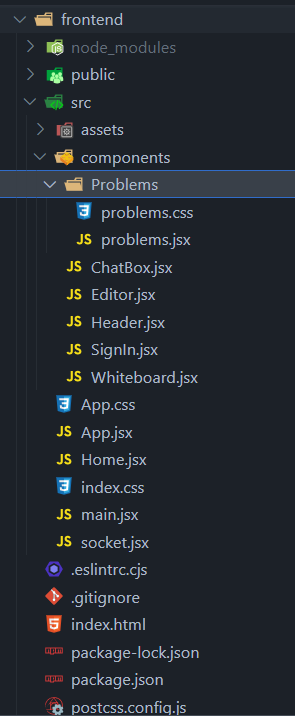 frontend
node_modules
public
src
assets
components
Problems
problems.css
JS problems.jsx
JS ChatBox.jsx
JS Editor.jsx
JS Header.jsx
JS SignIn.jsx
JS Whiteboard.jsx
App.css
JS App.jsx
JS Home.jsx
index.css
JS main.jsx
JS socket.jsx
.eslintrc.cjs
.gitignore
index.html
package-lock.json
package.json
postcss.config.js